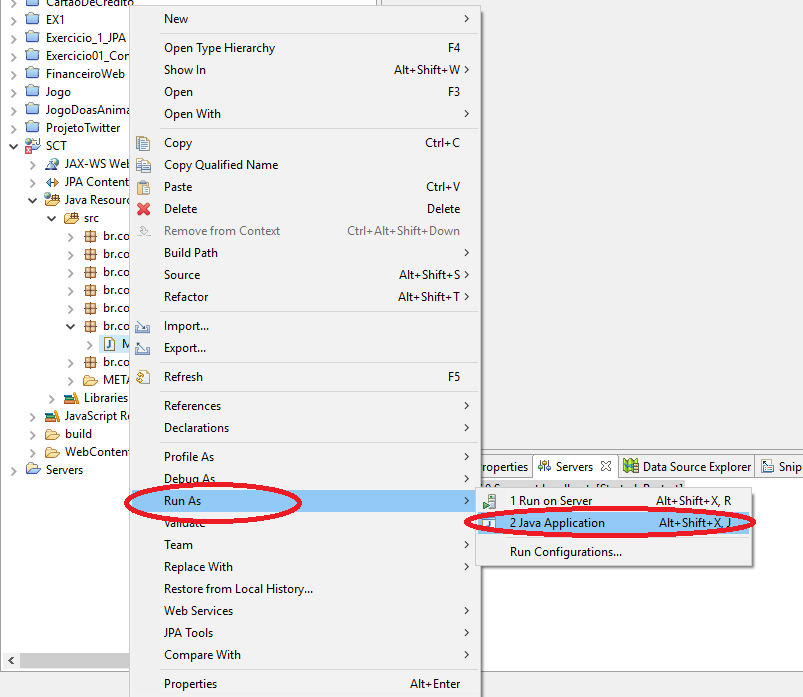 CartaoDeCredito
EX1
Exercicio_1_JPA
Exercicio01_Con
FinanceiroWeb
Jogo
JogoDoasAnima
ProjetoTwitter
SCT
JAX-WS Web
JPA Content
Java Resourc
src
br.co
br.co
br.co
br.co
br.co
br.co
M
br.co
META
Libraries
JavaScript Re
build
WebConten
Servers
New
Open Type Hierarchy F4
Show In Alt+Shift+W
Open F3
Open With
Copy Ctrl+C
Copy Qualified Name
Paste Ctrl+V
Delete Delete
Remove from Context Ctrl+Alt+Shift+Down
Build Path
Source Alt+Shift+S
Refactor Alt+Shift+T
Import...
Export...
Refresh F5
References
Declarations
Profile As
Debug As
Run As
Validate
Team
Replace With
Restore from Local History...
Web Services
JPA Tools
Compare With
Properties Alt+Enter
roperties Servers Data Source Explorer Snip
1 Run on Server Alt+Shift+X, R
2 Java Application Alt+Shift+X, J
Run Configurations...